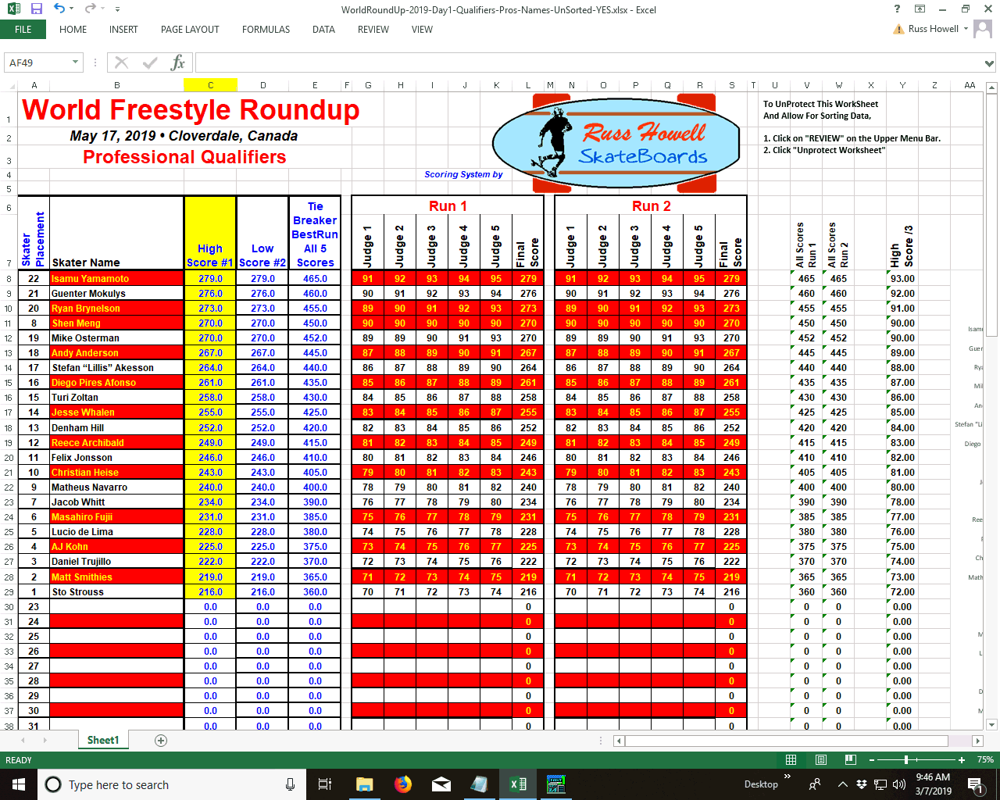 WorldRoundUp-2019-Day1-Qualifiers-Pros-Names-UnSorted-YES.xlsx - Excel
FILE HOME INSERT PAGE LAYOUT FORMULAS DATA REVIEW VIEW Russ Howell
AF49 fx
A B C D E F G H I J K L M N O P Q R S T U V W X Y Z AA
World Freestyle Roundup
May 17, 2019 • Cloverdale, Canada
Professional Qualifiers
Scoring System by
Russ Howell
SkateBoards
To UnProtect This WorkSheet
And Allow For Sorting Data,
1. Click on "REVIEW" on the Upper Menu Bar.
2. Click "Unprotect Worksheet"
1
2
3
4
5
6 Run 1 Run 2
7 Skater Placement Skater Name High Score #1 Low Score #2 Tie Breaker BestRun All 5 Scores Judge 1 Judge 2 Judge 3 Judge 4 Judge 5 Final Score Judge 1 Judge 2 Judge 3 Judge 4 Judge 5 Final Score All Scores Run 1 All Scores Run 2 High Score /3
8 22 Isamu Yamamoto 279.0 279.0 465.0 91 92 93 94 95 279 91 92 93 94 95 279 465 465 93.00
9 21 Guenter Mokulys 276.0 276.0 460.0 90 91 92 93 94 276 90 91 92 93 94 276 460 460 92.00
10 20 Ryan Brynelson 273.0 273.0 455.0 89 90 91 92 93 273 89 90 91 92 93 273 455 455 91.00
11 8 Shen Meng 270.0 270.0 450.0 90 90 90 90 90 270 90 90 90 90 90 270 450 450 90.00
12 19 Mike Osterman 270.0 270.0 452.0 89 89 90 91 93 270 89 89 90 91 93 270 452 452 90.00
13 18 Andy Anderson 267.0 267.0 445.0 87 88 89 90 91 267 87 88 89 90 91 267 445 445 89.00
14 17 Stefan “Lillis” Akesson 264.0 264.0 440.0 86 87 88 89 90 264 86 87 88 89 90 264 440 440 88.00
15 16 Diego Pires Afonso 261.0 261.0 435.0 85 86 87 88 89 261 85 86 87 88 89 261 435 435 87.00
16 15 Turi Zoltan 258.0 258.0 430.0 84 85 86 87 88 258 84 85 86 87 88 258 430 430 86.00
17 14 Jesse Whalen 255.0 255.0 425.0 83 84 85 86 87 255 83 84 85 86 87 255 425 425 85.00
18 13 Denham Hill 252.0 252.0 420.0 82 83 84 85 86 252 82 83 84 85 86 252 420 420 84.00
19 12 Reece Archibald 249.0 249.0 415.0 81 82 83 84 85 249 81 82 83 84 85 249 415 415 83.00
20 11 Felix Jonsson 246.0 246.0 410.0 80 81 82 83 84 246 80 81 82 83 84 246 410 410 82.00
21 10 Christian Heise 243.0 243.0 405.0 79 80 81 82 83 243 79 80 81 82 83 243 405 405 81.00
22 9 Matheus Navarro 240.0 240.0 400.0 78 79 80 81 82 240 78 79 80 81 82 240 400 400 80.00
23 7 Jacob Whitt 234.0 234.0 390.0 76 77 78 79 80 234 76 77 78 79 80 234 390 390 78.00
24 6 Masahiro Fujii 231.0 231.0 385.0 75 76 77 78 79 231 75 76 77 78 79 231 385 385 77.00
25 5 Lucio de Lima 228.0 228.0 380.0 74 75 76 77 78 228 74 75 76 77 78 228 380 380 76.00
26 4 AJ Kohn 225.0 225.0 375.0 73 74 75 76 77 225 73 74 75 76 77 225 375 375 75.00
27 3 Daniel Trujillo 222.0 222.0 370.0 72 73 74 75 76 222 72 73 74 75 76 222 370 370 74.00
28 2 Matt Smithies 219.0 219.0 365.0 71 72 73 74 75 219 71 72 73 74 75 219 365 365 73.00
29 1 Sto Strouss 216.0 216.0 360.0 70 71 72 73 74 216 70 71 72 73 74 216 360 360 72.00
30 23 0.0 0.0 0.0 0 0 0 0 0.00
31 24 0.0 0.0 0.0 0 0 0 0 0.00
32 25 0.0 0.0 0.0 0 0 0 0 0.00
33 26 0.0 0.0 0.0 0 0 0 0 0.00
34 27 0.0 0.0 0.0 0 0 0 0 0.00
35 28 0.0 0.0 0.0 0 0 0 0 0.00
36 29 0.0 0.0 0.0 0 0 0 0 0.00
37 30 0.0 0.0 0.0 0 0 0 0 0.00
38 31 0.0 0.0 0.0 0 0 0 0 0.00
Sheet1
READY 75%
Type here to search Desktop 9:46 AM
3/7/2019